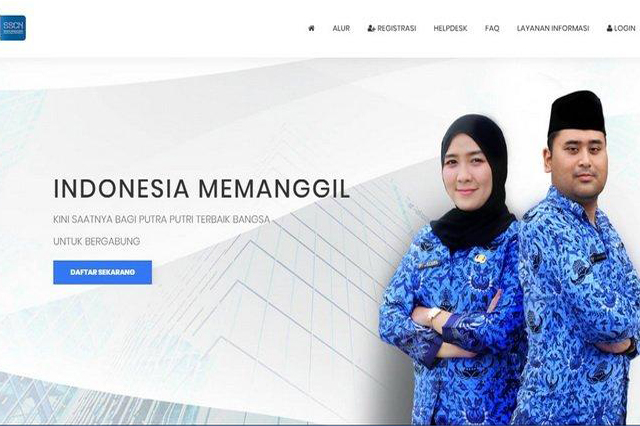 SSCN
ALUR
REGISTRASI
HELPDESK
FAQ
LAYANAN INFORMASI
LOGIN
INDONESIA MEMANGGIL
KINI SAATNYA BAGI PUTRA PUTRI TERBAIK BANGSA
UNTUK BERGABUNG
DAFTAR SEKARANG